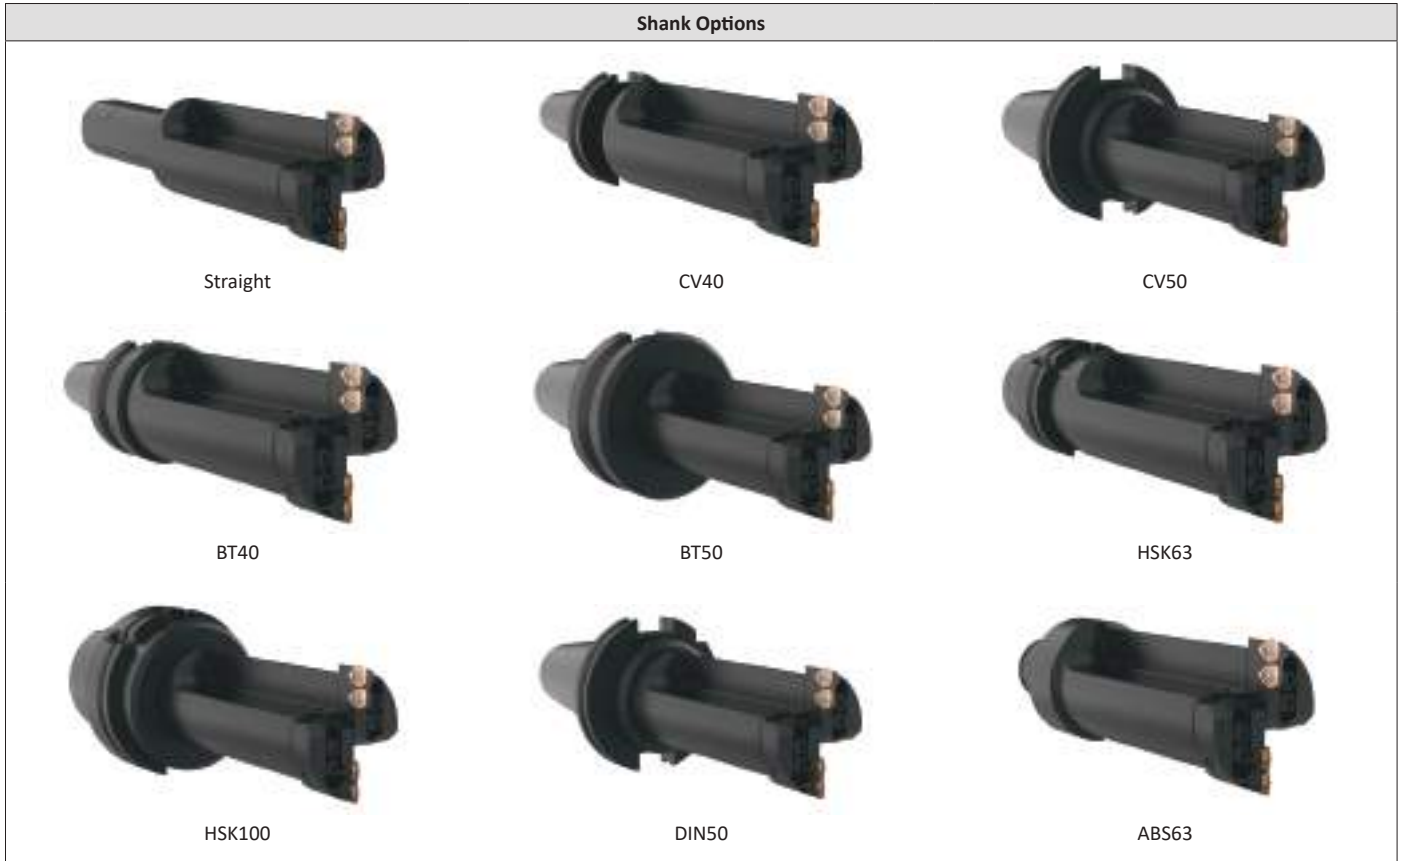 Shank Options
Straight
CV40
CV50
BT40
BT50
HSK63
HSK100
DIN50
ABS63